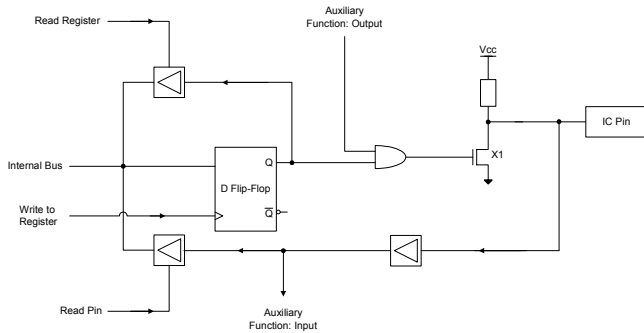 Auxiliary
Function: Output
Read Register
Vcc
IC Pin
X1
Internal Bus
Q
D Flip-Flop
Write to
Register
Q
Read Pin
Auxiliary
Function: Input